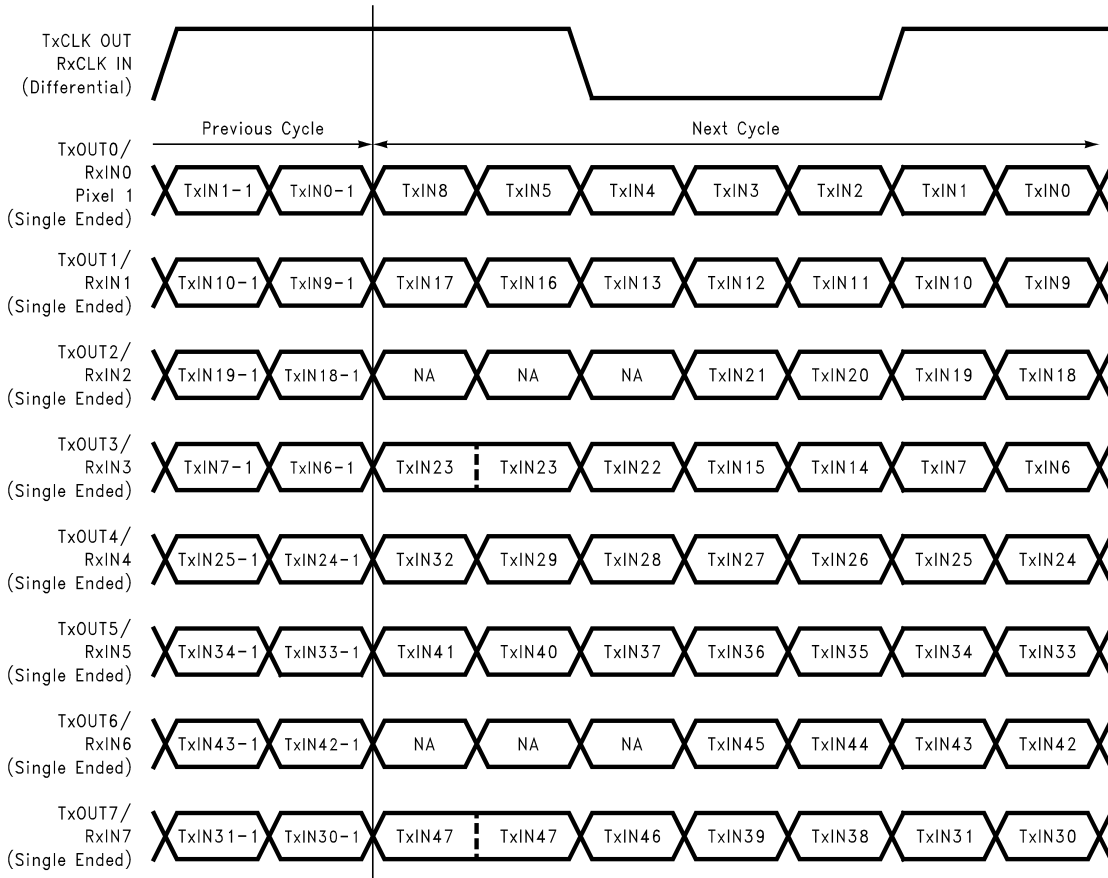 TxCLK OUT
RxCLK IN
(Differential)
Previous Cycle
Next Cycle
TxOUT0/
RxIN0
Pixel 1
(Single Ended)
TxIN1-1 TxIN0-1 TxIN8 TxIN5 TxIN4 TxIN3 TxIN2 TxIN1 TxIN0
TxOUT1/
RxIN1
(Single Ended)
TxIN10-1 TxIN9-1 TxIN17 TxIN16 TxIN13 TxIN12 TxIN11 TxIN10 TxIN9
TxOUT2/
RxIN2
(Single Ended)
TxIN19-1 TxIN18-1 NA NA NA TxIN21 TxIN20 TxIN19 TxIN18
TxOUT3/
RxIN3
(Single Ended)
TxIN7-1 TxIN6-1 TxIN23 TxIN23 TxIN22 TxIN15 TxIN14 TxIN7 TxIN6
TxOUT4/
RxIN4
(Single Ended)
TxIN25-1 TxIN24-1 TxIN32 TxIN29 TxIN28 TxIN27 TxIN26 TxIN25 TxIN24
TxOUT5/
RxIN5
(Single Ended)
TxIN34-1 TxIN33-1 TxIN41 TxIN40 TxIN37 TxIN36 TxIN35 TxIN34 TxIN33
TxOUT6/
RxIN6
(Single Ended)
TxIN43-1 TxIN42-1 NA NA NA TxIN45 TxIN44 TxIN43 TxIN42
TxOUT7/
RxIN7
(Single Ended)
TxIN31-1 TxIN30-1 TxIN47 TxIN47 TxIN46 TxIN39 TxIN38 TxIN31 TxIN30